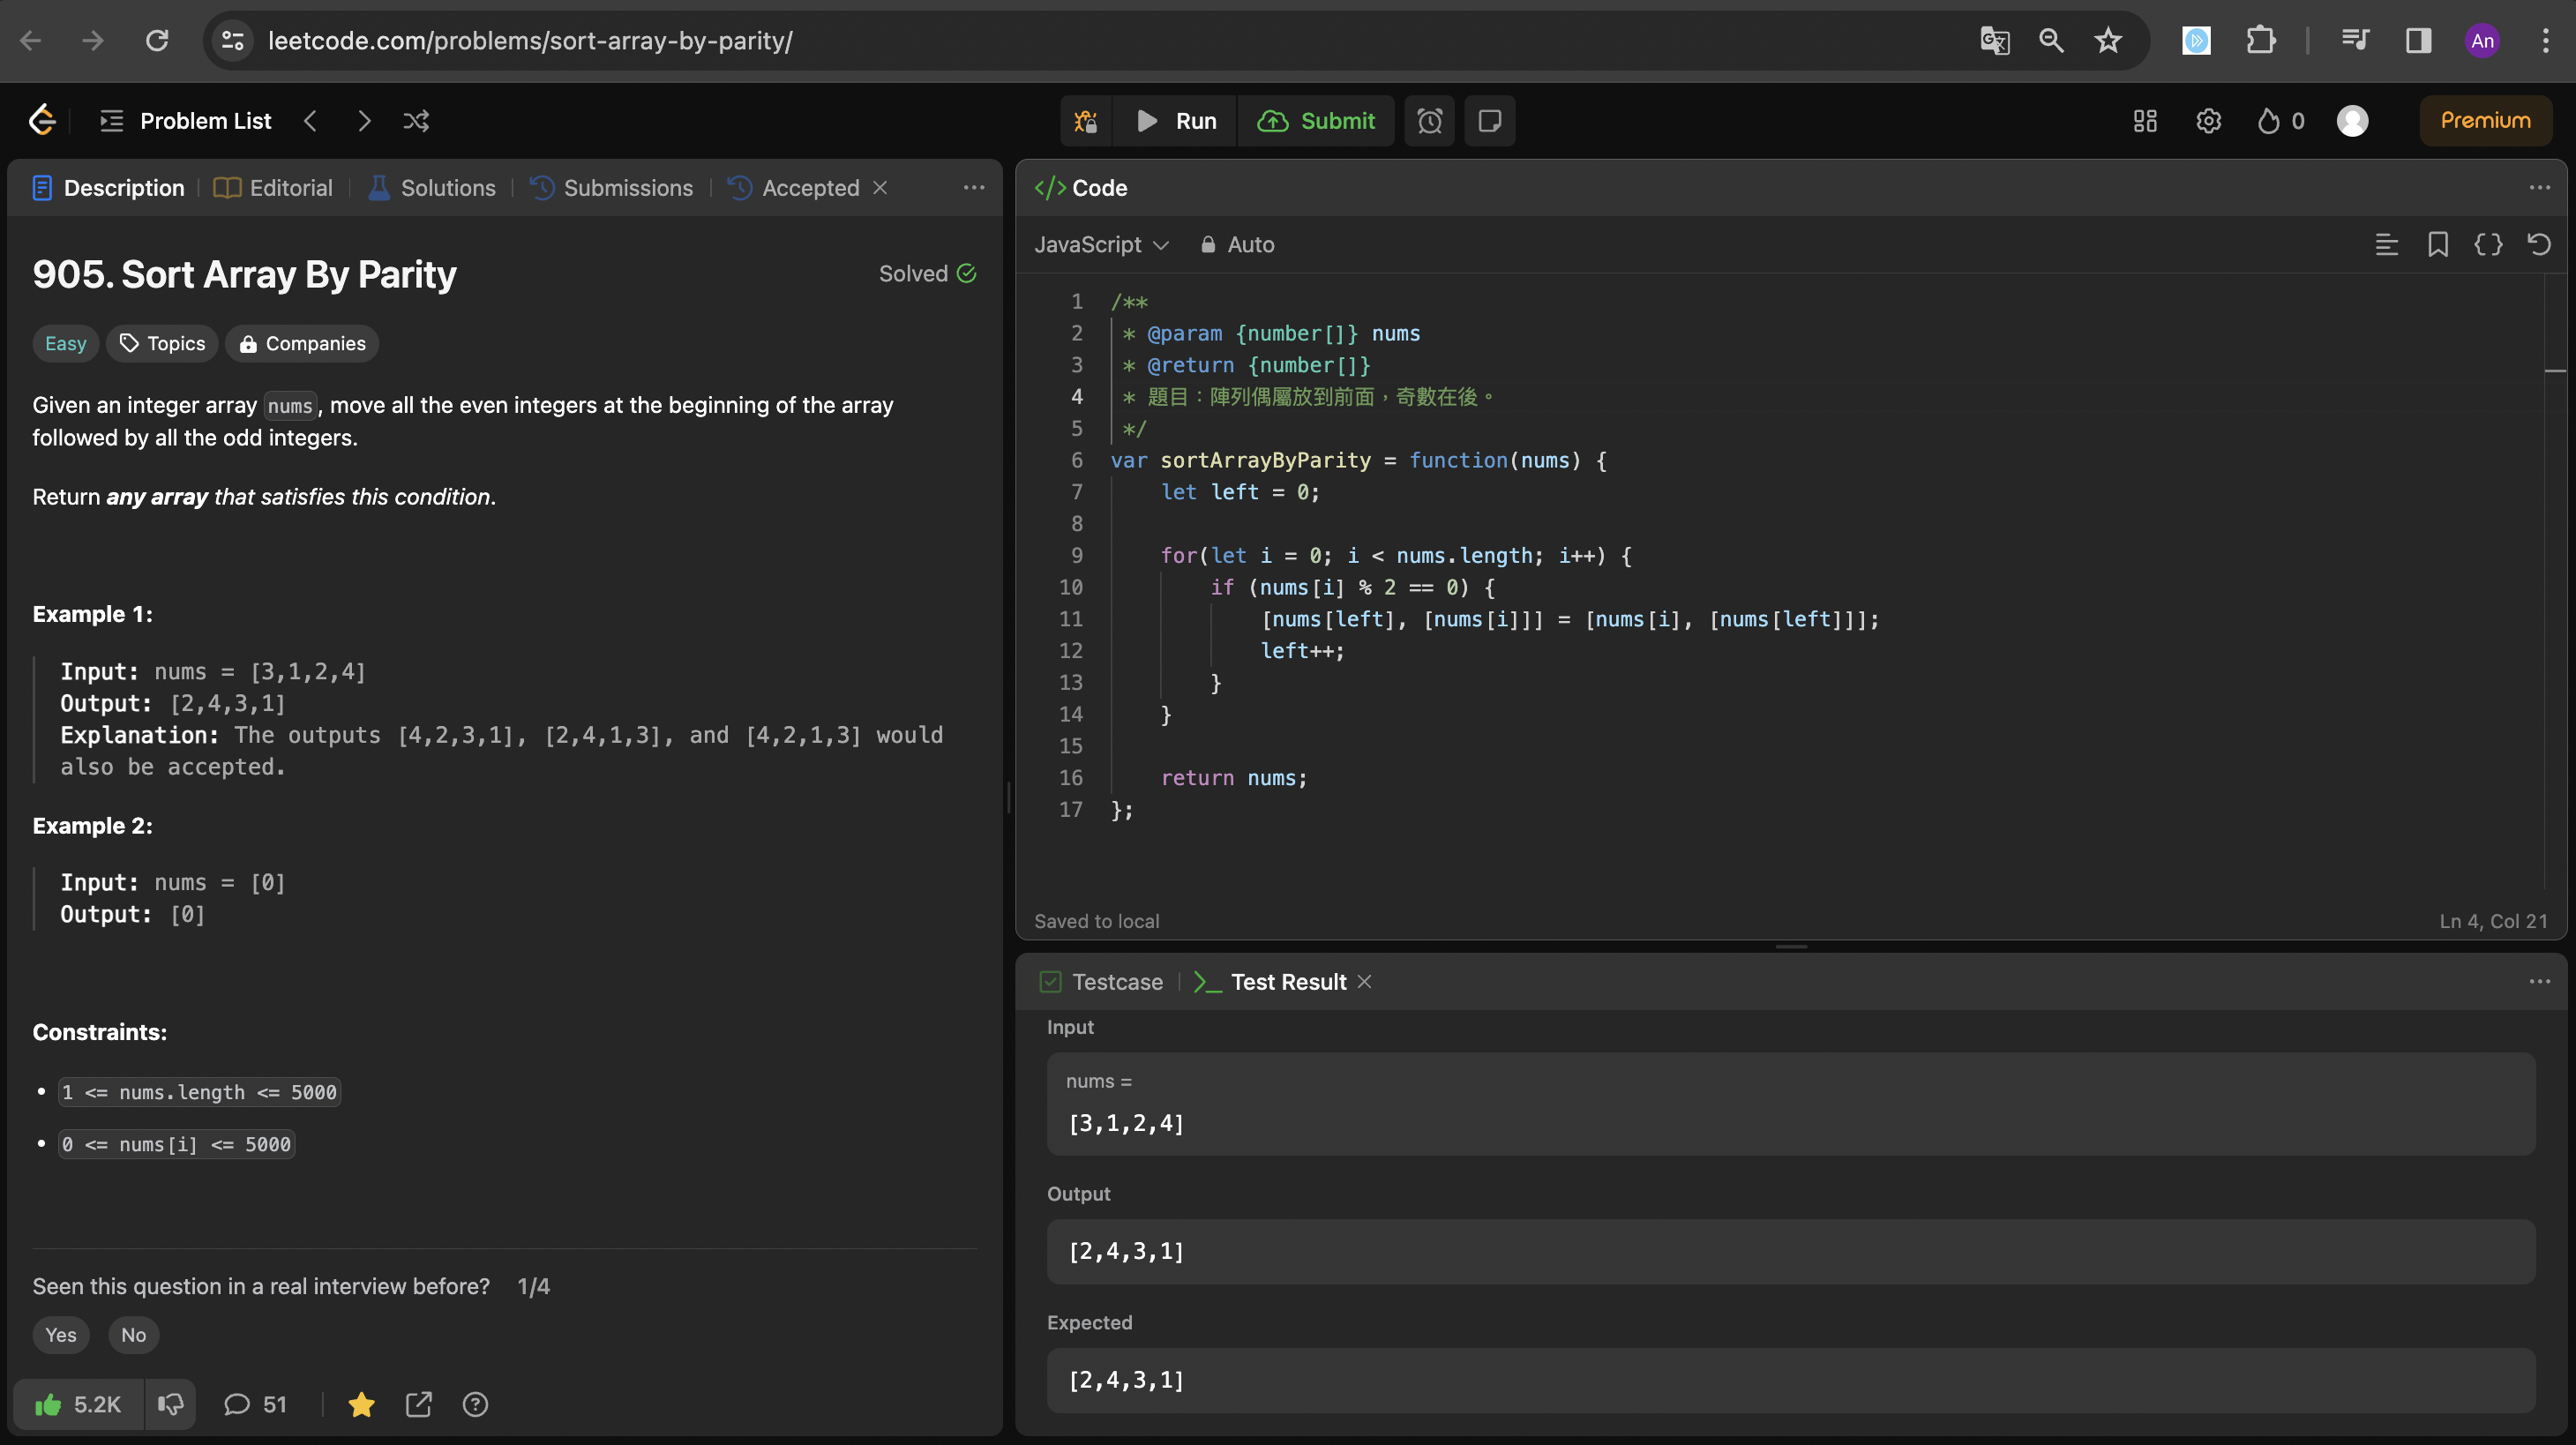 leetcode.com/problems/sort-array-by-parity/
An
Problem List
Run
Submit
0
Premium
Description
Editorial
Solutions
Submissions
Accepted
905. Sort Array By Parity
Solved
Easy
Topics
Companies
Given an integer array nums, move all the even integers at the beginning of the array
followed by all the odd integers.
Return any array that satisfies this condition.
Example 1:
Input: nums = [3,1,2,4]
Output: [2,4,3,1]
Explanation: The outputs [4,2,3,1], [2,4,1,3], and [4,2,1,3] would
also be accepted.
Example 2:
Input: nums = [0]
Output: [0]
Constraints:
• 1 <= nums.length <= 5000
• 0 <= nums[i] <= 5000
Seen this question in a real interview before? 1/4
Yes
No
5.2K
51
</> Code
JavaScript
Auto
1 /**
2 * @param {number[]} nums
3 * @return {number[]}
4 * 題目：陣列偶屬放到前面，奇數在後。
5 */
6 var sortArrayByParity = function(nums) {
7 let left = 0;
8
9 for(let i = 0; i < nums.length; i++) {
10 if (nums[i] % 2 == 0) {
11 [nums[left], [nums[i]]] = [nums[i], [nums[left]]];
12 left++;
13 }
14 }
15
16 return nums;
17 };
Saved to local
Ln 4, Col 21
Testcase
Test Result
Input
nums =
[3,1,2,4]
Output
[2,4,3,1]
Expected
[2,4,3,1]